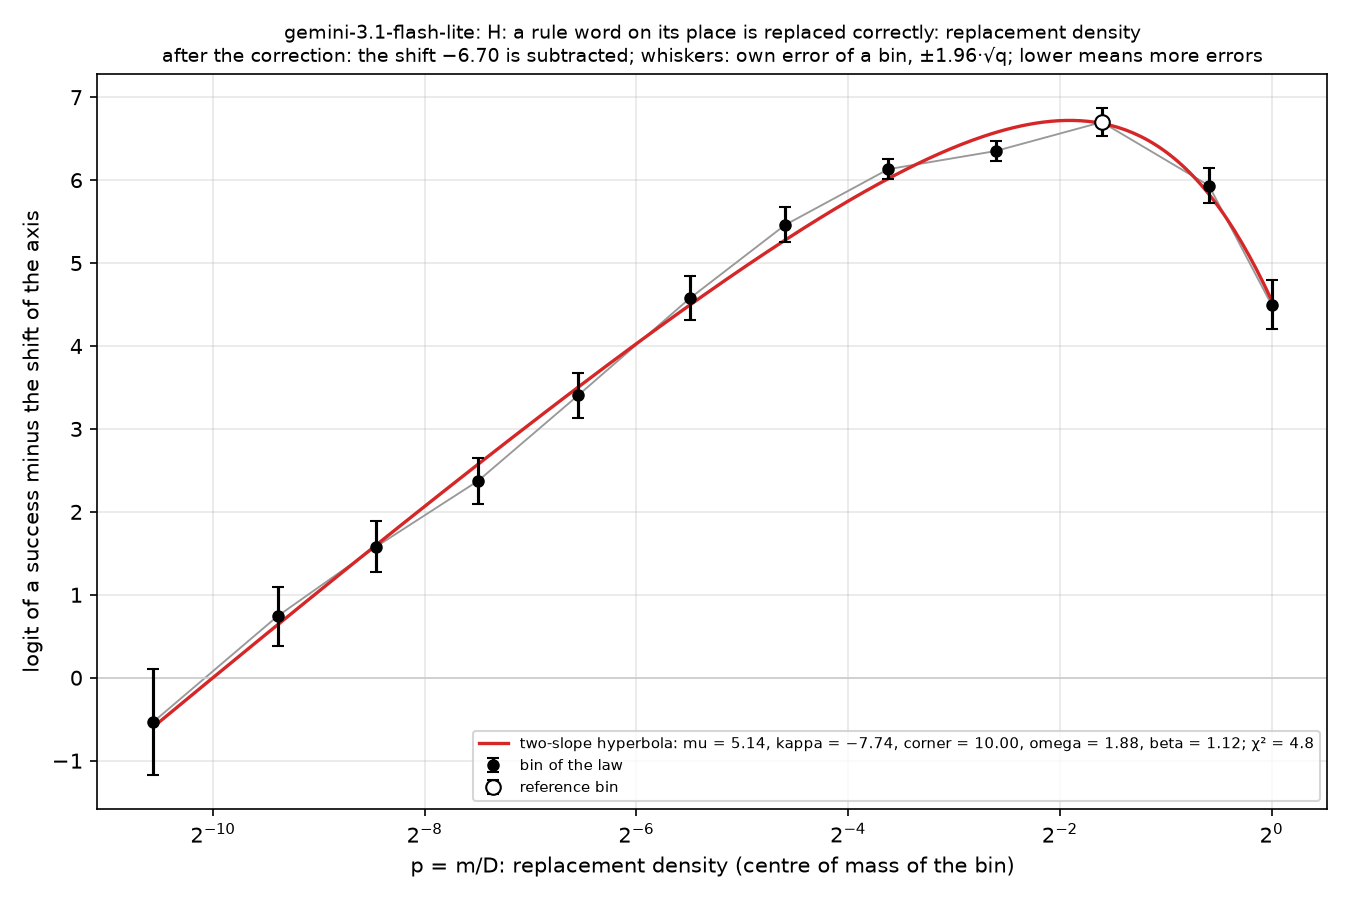 gemini-3.1-flash-lite: H: a rule word on its place is replaced correctly: replacement density
after the correction: the shift −6.70 is subtracted; whiskers: own error of a bin, ±1.96·√q; lower means more errors
logit of a success minus the shift of the axis
7
6
5
4
3
2
1
0
−1
two-slope hyperbola: mu = 5.14, kappa = −7.74, corner = 10.00, omega = 1.88, beta = 1.12; χ² = 4.8
bin of the law
reference bin
2⁻¹⁰ 2⁻⁸ 2⁻⁶ 2⁻⁴ 2⁻² 2⁰
p = m/D: replacement density (centre of mass of the bin)